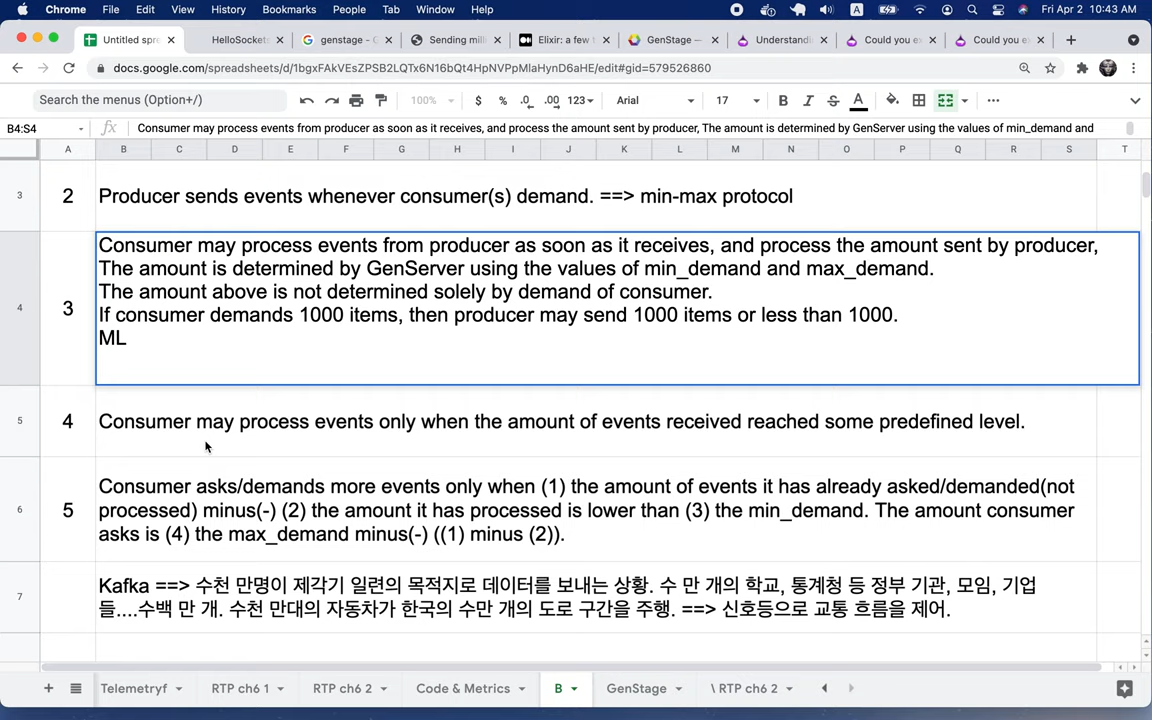 Chrome File Edit View History Bookmarks People Tab Window Help A Fri Apr 2 10:43 AM
Untitled spre HelloSocket genstage - G Sending mill Elixir: a few GenStage — Understandi Could you e Could you e
docs.google.com/spreadsheets/d/1bgxFAkVEsZPSB2LQTx6N16bQt4HpNVPpMlaHynD6aHE/edit#gid=579526860
Search the menus (Option+/) 100% $ % .0 .00 123 Arial 17 B I S A
B4:S4 fx Consumer may process events from producer as soon as it receives, and process the amount sent by producer, The amount is determined by GenServer using the values of min_demand and
A B C D E F G H I J K L M N O P Q R S T
3 2 Producer sends events whenever consumer(s) demand. ==> min-max protocol
4 3 Consumer may process events from producer as soon as it receives, and process the amount sent by producer,
The amount is determined by GenServer using the values of min_demand and max_demand.
The amount above is not determined solely by demand of consumer.
If consumer demands 1000 items, then producer may send 1000 items or less than 1000.
ML
5 4 Consumer may process events only when the amount of events received reached some predefined level.
6 5 Consumer asks/demands more events only when (1) the amount of events it has already asked/demanded(not
processed) minus(-) (2) the amount it has processed is lower than (3) the min_demand. The amount consumer
asks is (4) the max_demand minus(-) ((1) minus (2)).
7 Kafka ==> 수천 만명이 제각기 일련의 목적지로 데이터를 보내는 상황. 수 만 개의 학교, 통계청 등 정부 기관, 모임, 기업
들....수백 만 개. 수천 만대의 자동차가 한국의 수만 개의 도로 구간을 주행. ==> 신호등으로 교통 흐름을 제어.
Telemetryf RTP ch6 1 RTP ch6 2 Code & Metrics B GenStage \ RTP ch6 2